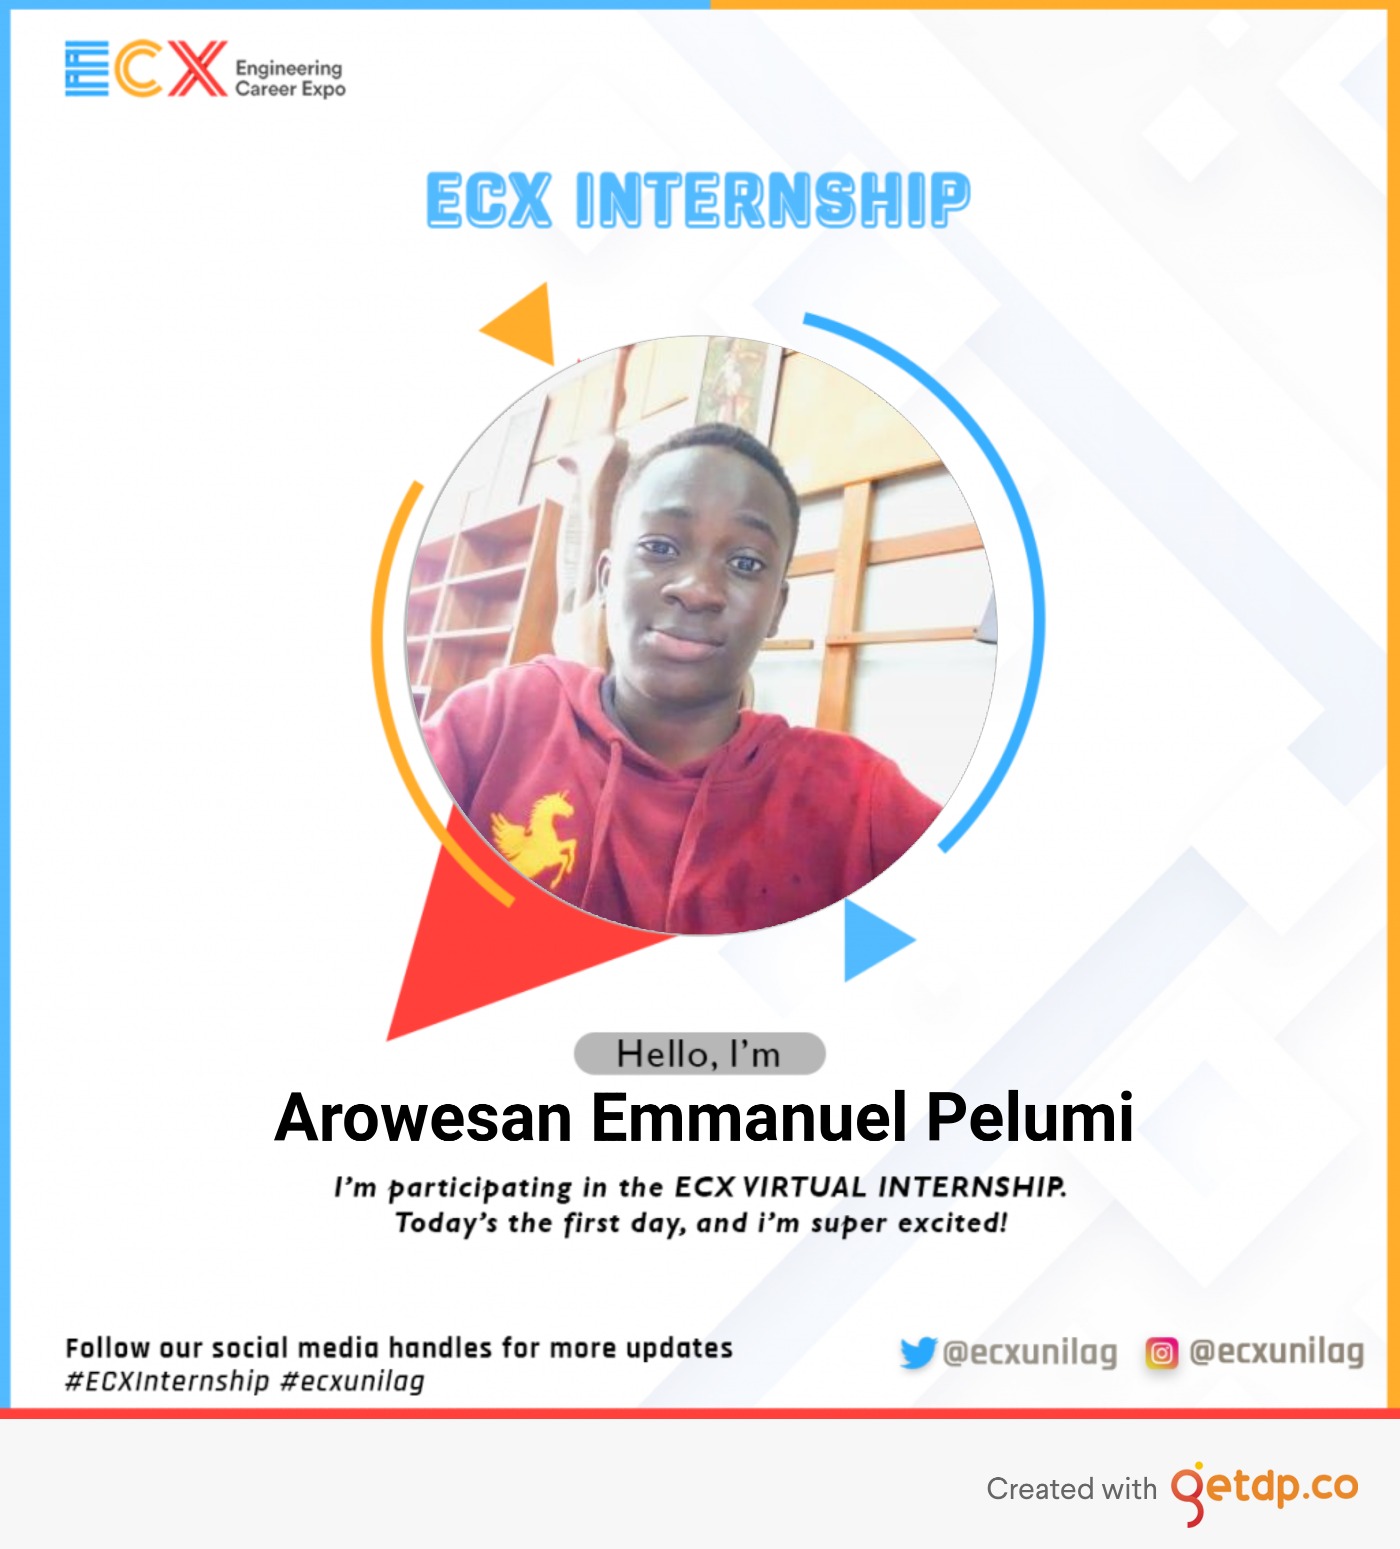 ECX Engineering
Career Expo
ECX INTERNSHIP
Hello, I'm
Arowesan Emmanuel Pelumi
I'm participating in the ECX VIRTUAL INTERNSHIP.
Today's the first day, and i'm super excited!
Follow our social media handles for more updates
#ECXInternship #ecxunilag
@ecxunilag @ecxunilag
Created with getdp.co